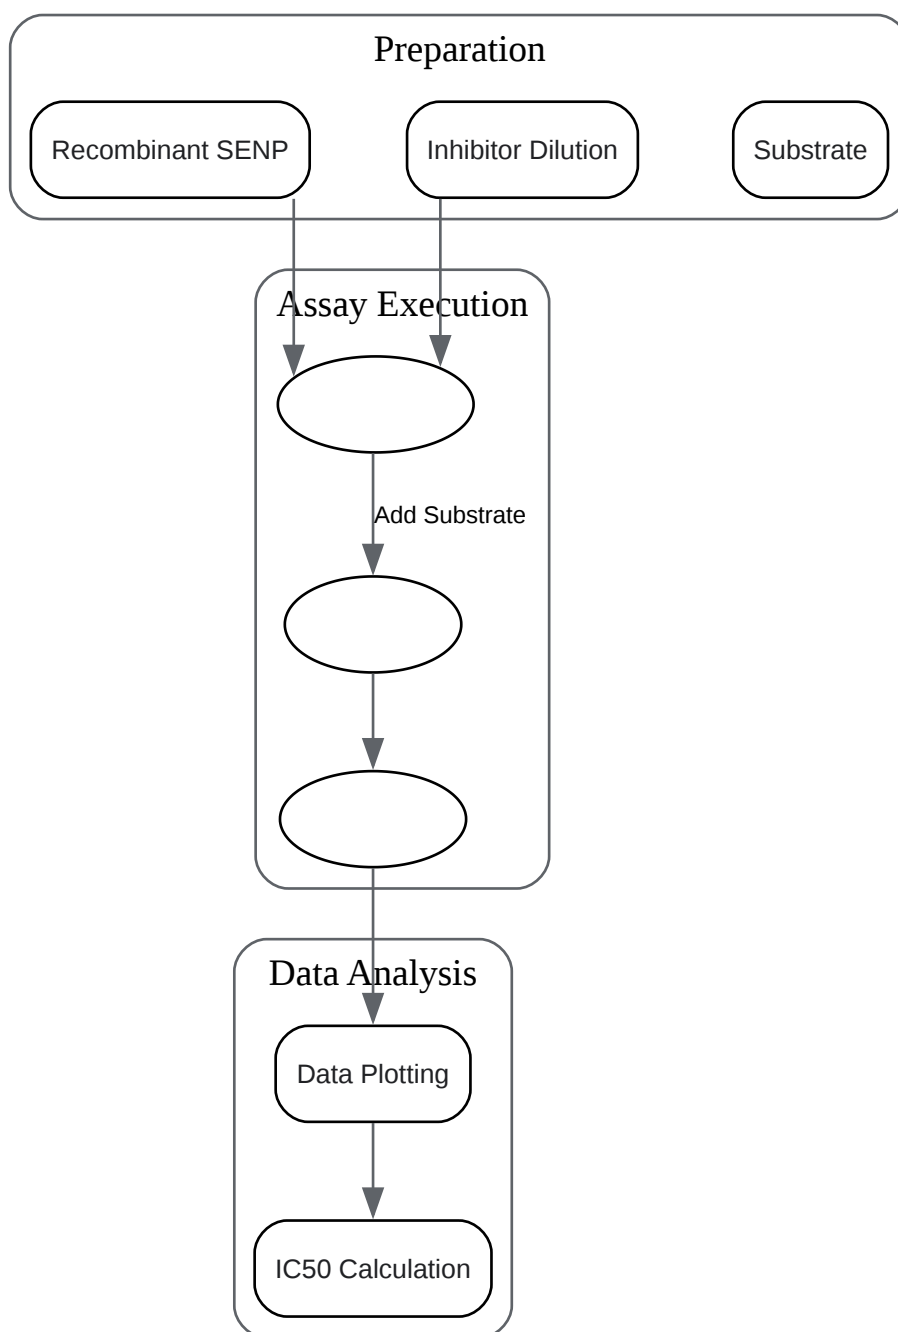 Preparation
Recombinant SENP
Inhibitor Dilution
Substrate
Assay Execution
Add Substrate
Data Analysis
Data Plotting
IC50 Calculation